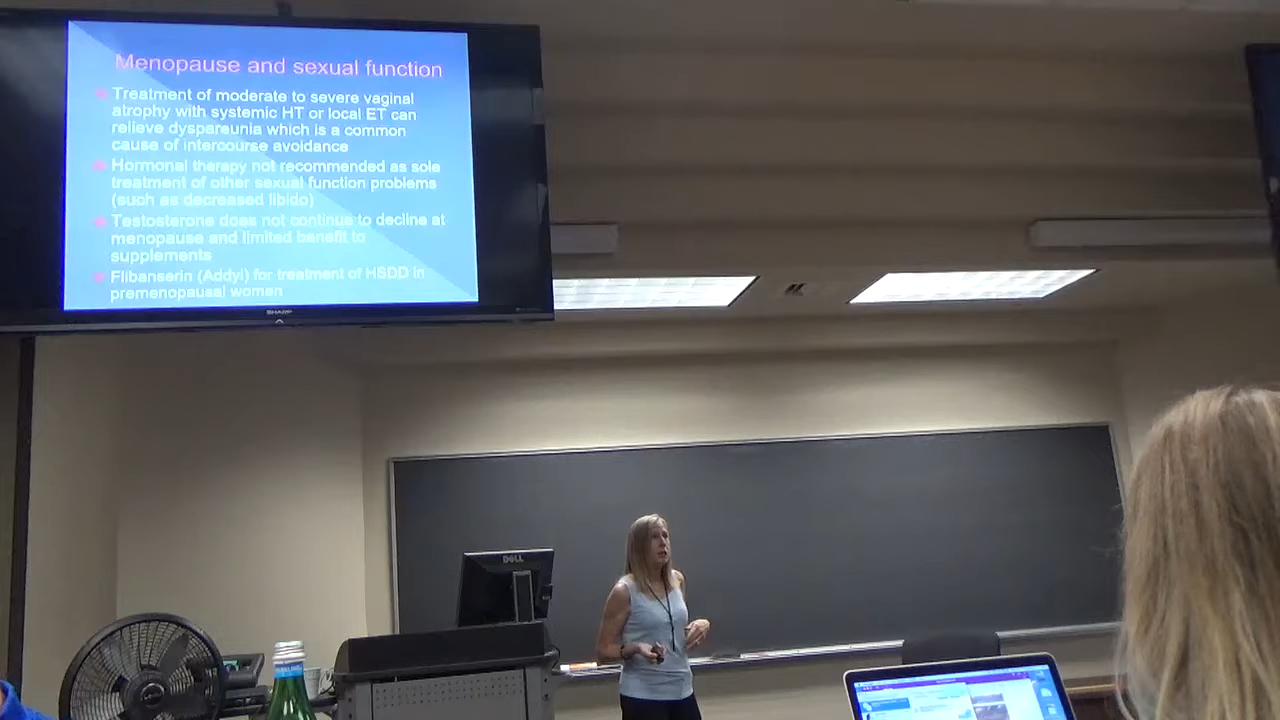 Menopause and sexual function
Treatment of moderate to severe vaginal
atrophy with systemic HT or local ET can
relieve dyspareunia which is a common
cause of intercourse avoidance
Hormonal therapy not recommended as sole
treatment of other sexual function problems
(such as decreased libido)
Testosterone does not continue to decline at
menopause and limited benefit to
supplements
Flibanserin (Addyi) for treatment of HSDD in
premenopausal women
SHARP
DELL